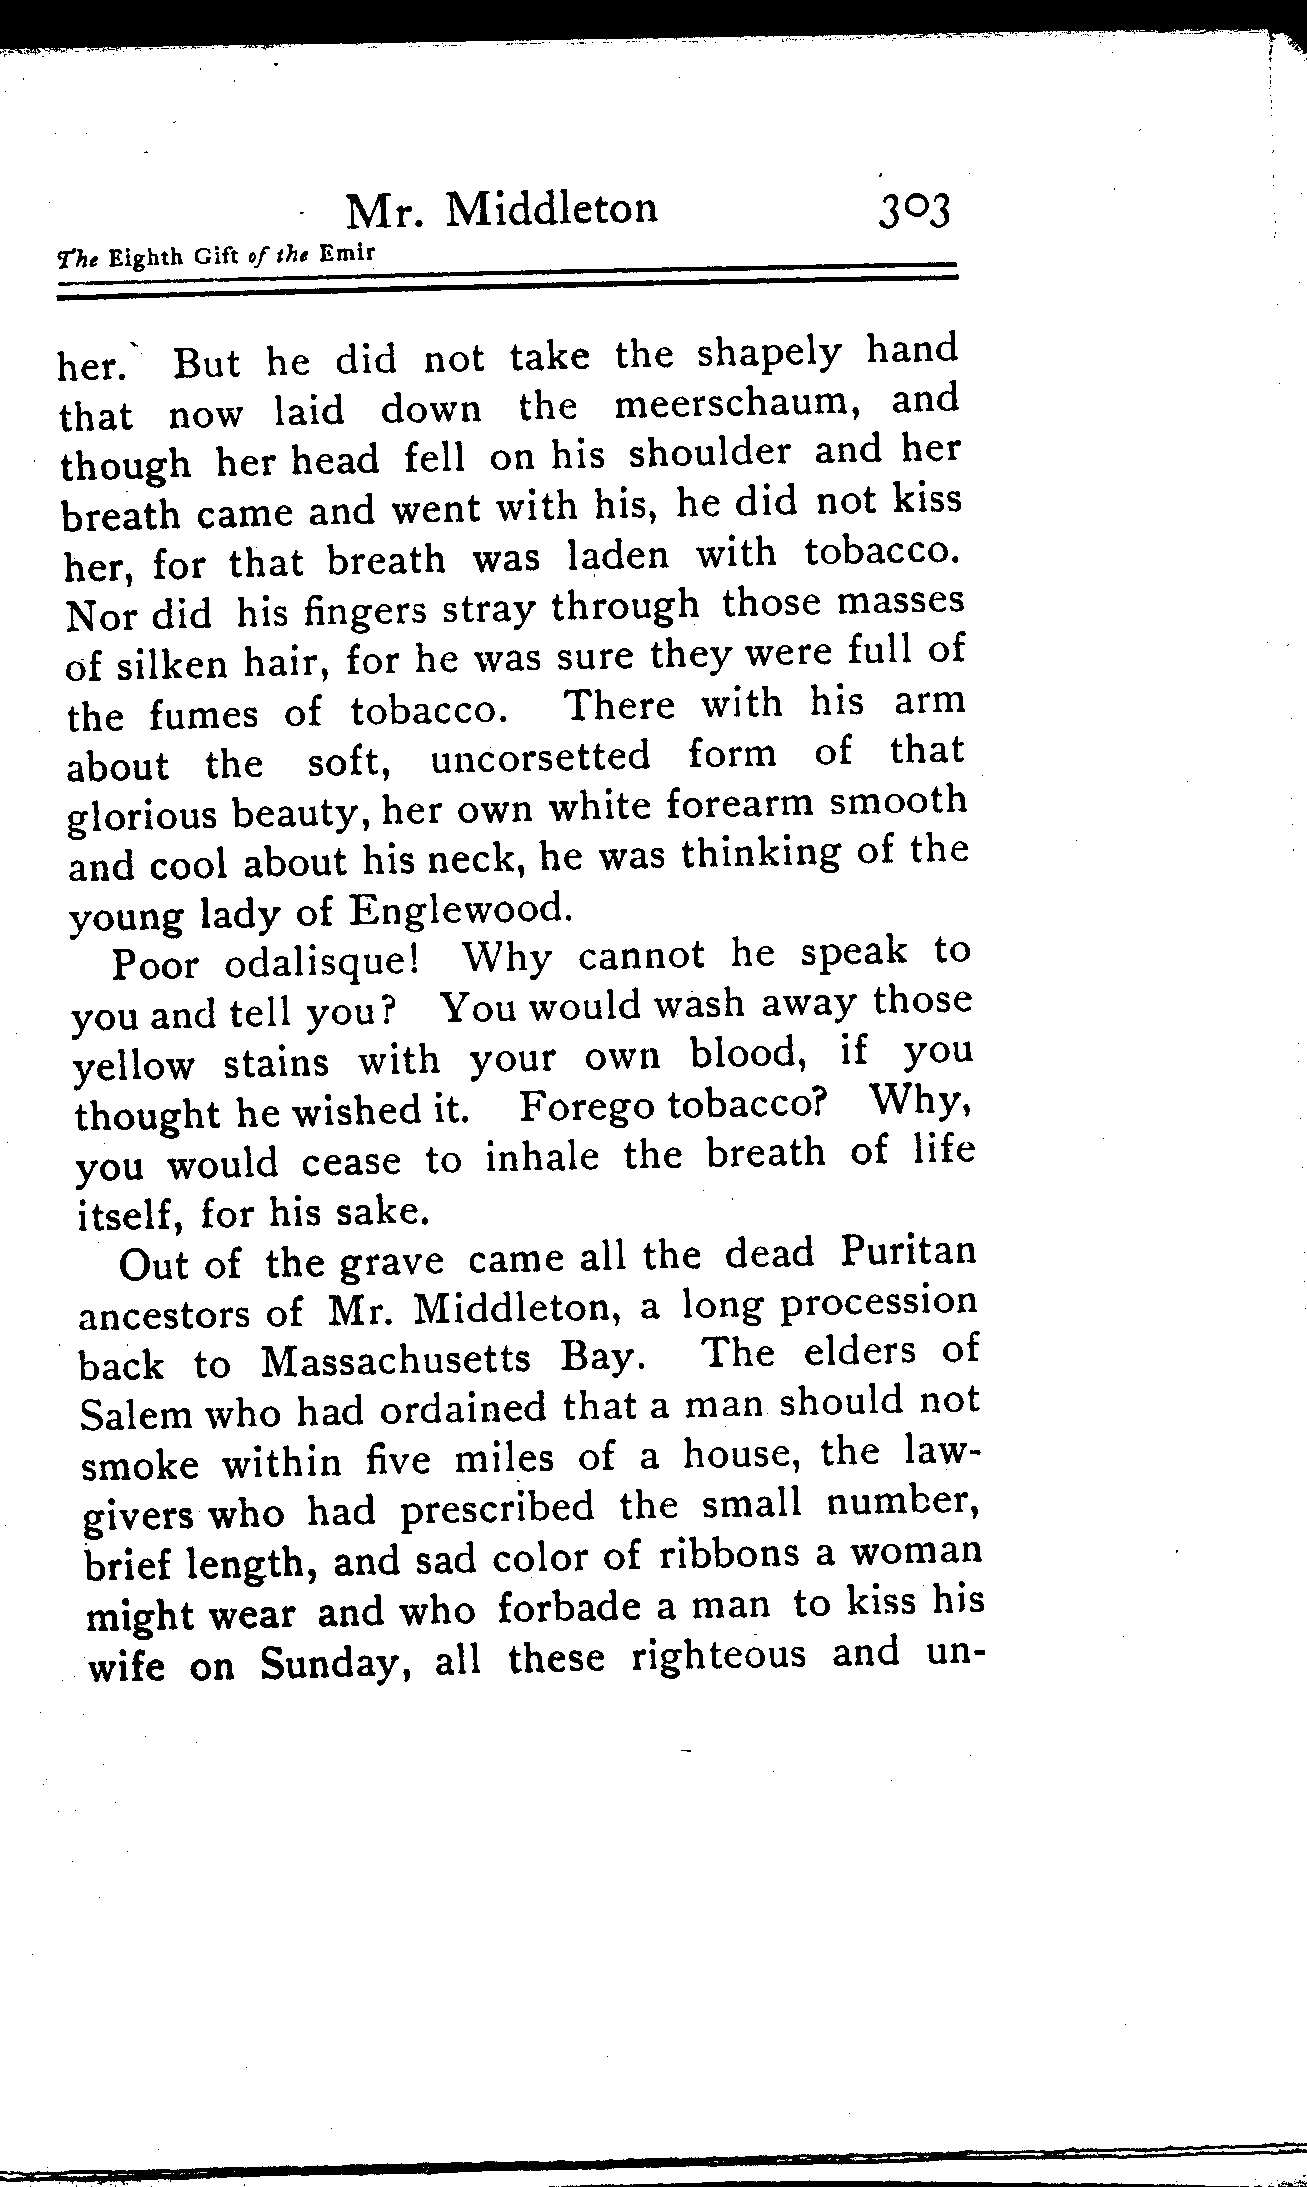 Mr. Middleton 303
The Eighth Gift of the Emir
her. But he did not take the shapely hand
that now laid down the meerschaum, and
though her head fell on his shoulder and her
breath came and went with his, he did not kiss
her, for that breath was laden with tobacco.
Nor did his fingers stray through those masses
of silken hair, for he was sure they were full of
the fumes of tobacco. There with his arm
about the soft, uncorsetted form of that
glorious beauty, her own white forearm smooth
and cool about his neck, he was thinking of the
young lady of Englewood.
Poor odalisque! Why cannot he speak to
you and tell you? You would wash away those
yellow stains with your own blood, if you
thought he wished it. Forego tobacco? Why,
you would cease to inhale the breath of life
itself, for his sake.
Out of the grave came all the dead Puritan
ancestors of Mr. Middleton, a long procession
back to Massachusetts Bay. The elders of
Salem who had ordained that a man should not
smoke within five miles of a house, the law-
givers who had prescribed the small number,
brief length, and sad color of ribbons a woman
might wear and who forbade a man to kiss his
wife on Sunday, all these righteous and un-